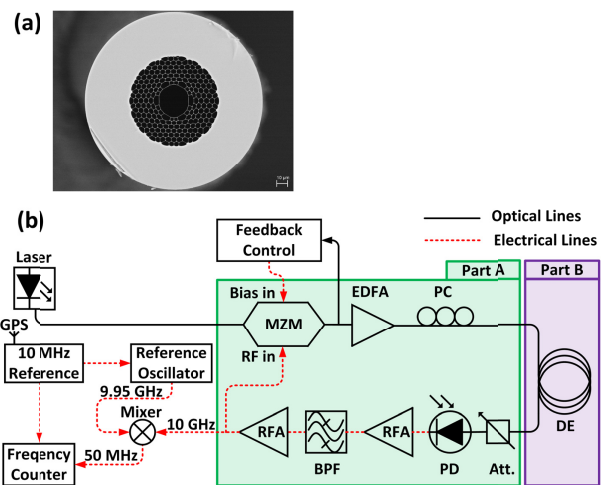 (a)
10 µm
(b)
Optical Lines
Electrical Lines
Feedback
Control
Laser
Part A
Part B
EDFA
PC
Bias in
MZM
RF in
GPS
10 MHz
Reference
Reference
Oscillator
9.95 GHz
Mixer
10 GHz
50 MHz
Freqency
Counter
RFA
BPF
RFA
PD
Att.
DE